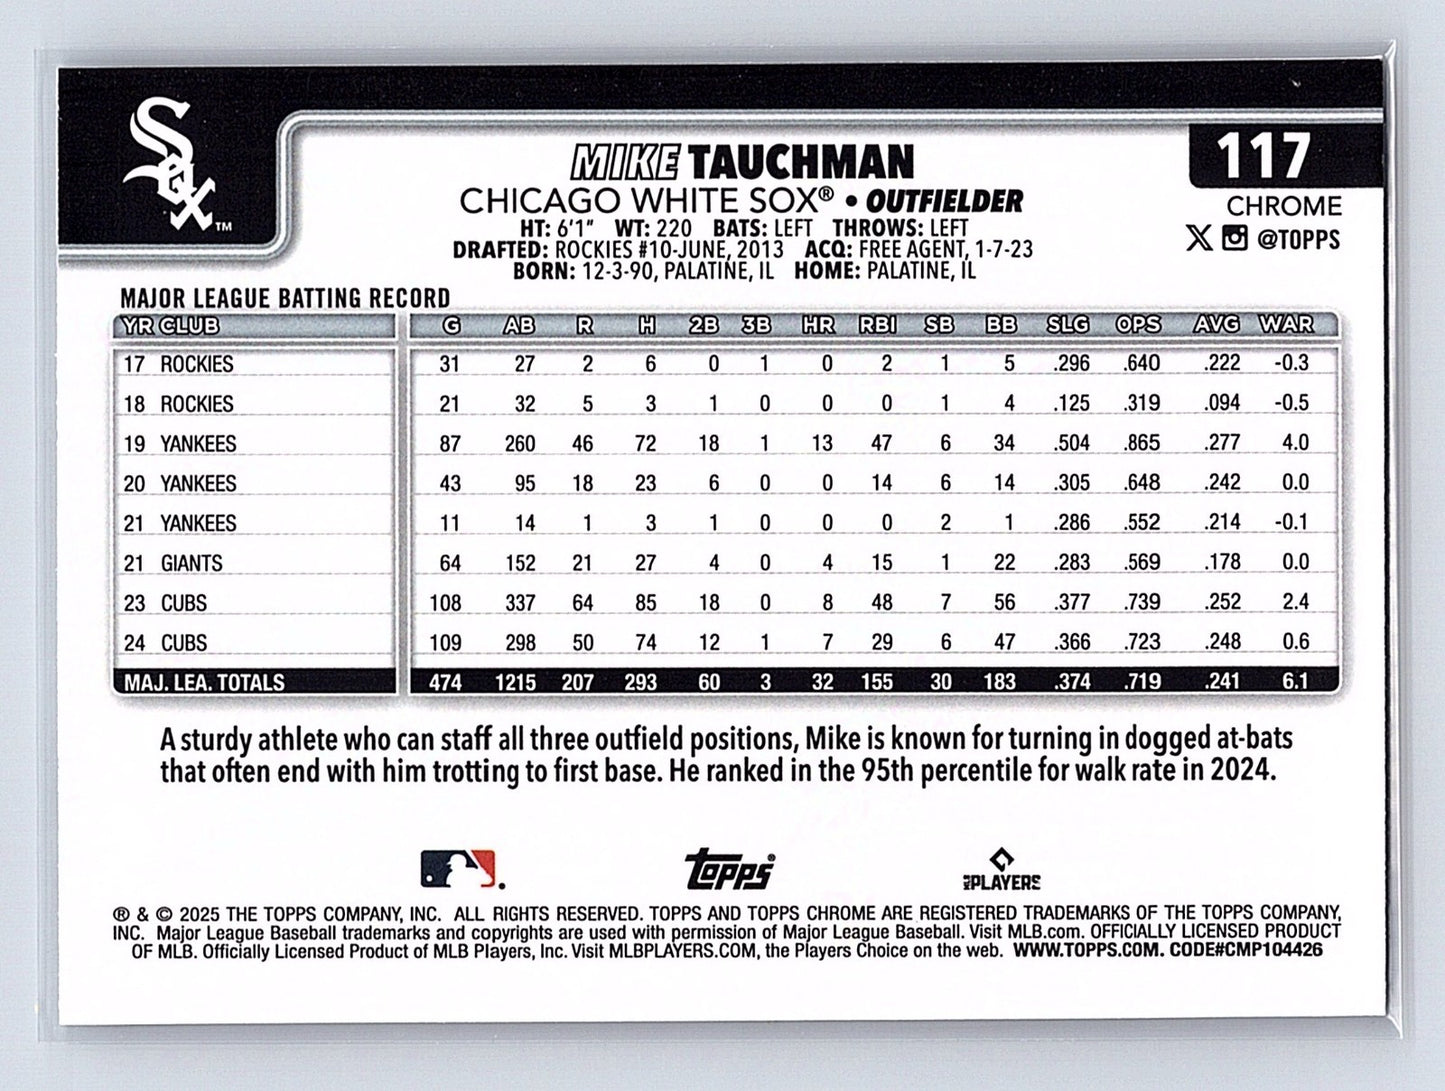 Sox™
117
MIKE TAUCHMAN
CHROME
CHICAGO WHITE SOX® • OUTFIELDER
HT: 6'1" WT: 220 BATS: LEFT THROWS: LEFT
X @TOPPS
DRAFTED: ROCKIES #10-JUNE, 2013 ACQ: FREE AGENT, 1-7-23
BORN: 12-3-90, PALATINE, IL HOME: PALATINE, IL
MAJOR LEAGUE BATTING RECORD
YR CLUB G AB R H 2B 3B HR RBI SB BB SLG OPS AVG WAR
17 ROCKIES 31 27 2 6 0 1 0 2 1 5 .296 .640 .222 -0.3
18 ROCKIES 21 32 5 3 1 0 0 0 1 4 .125 .319 .094 -0.5
19 YANKEES 87 260 46 72 18 1 13 47 6 34 .504 .865 .277 4.0
20 YANKEES 43 95 18 23 6 0 0 14 6 14 .305 .648 .242 0.0
21 YANKEES 11 14 1 3 1 0 0 0 2 1 .286 .552 .214 -0.1
21 GIANTS 64 152 21 27 4 0 4 15 1 22 .283 .569 .178 0.0
23 CUBS 108 337 64 85 18 0 8 48 7 56 .377 .739 .252 2.4
24 CUBS 109 298 50 74 12 1 7 29 6 47 .366 .723 .248 0.6
MAJ. LEA. TOTALS 474 1215 207 293 60 3 32 155 30 183 .374 .719 .241 6.1
A sturdy athlete who can staff all three outfield positions, Mike is known for turning in dogged at-bats
that often end with him trotting to first base. He ranked in the 95th percentile for walk rate in 2024.
topps® MLB PLAYERS
® & © 2025 THE TOPPS COMPANY, INC. ALL RIGHTS RESERVED. TOPPS AND TOPPS CHROME ARE REGISTERED TRADEMARKS OF THE TOPPS COMPANY,
INC. Major League Baseball trademarks and copyrights are used with permission of Major League Baseball. Visit MLB.com. OFFICIALLY LICENSED PRODUCT
OF MLB. Officially Licensed Product of MLB Players, Inc. Visit MLBPLAYERS.COM, the Players Choice on the web. WWW.TOPPS.COM. CODE#CMP104426